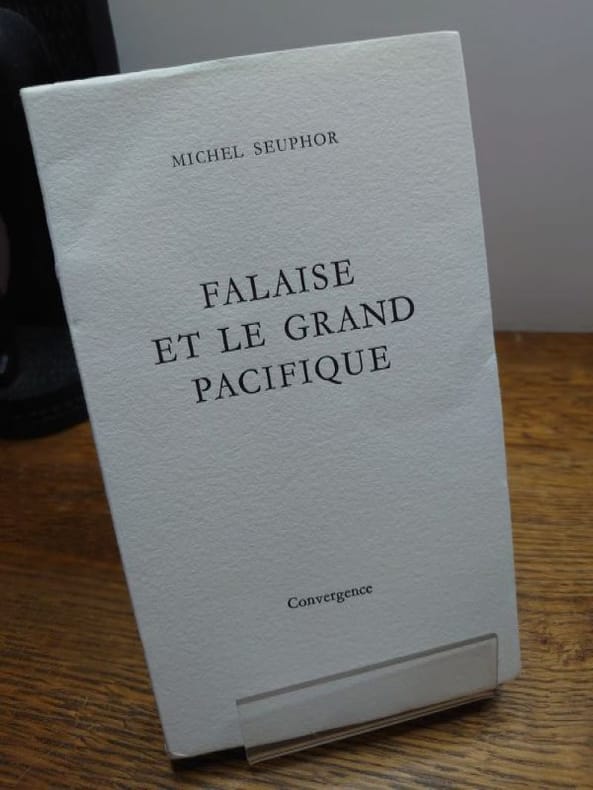 MICHEL SEUPHOR
FALAISE
ET LE GRAND
PACIFIQUE
Convergence